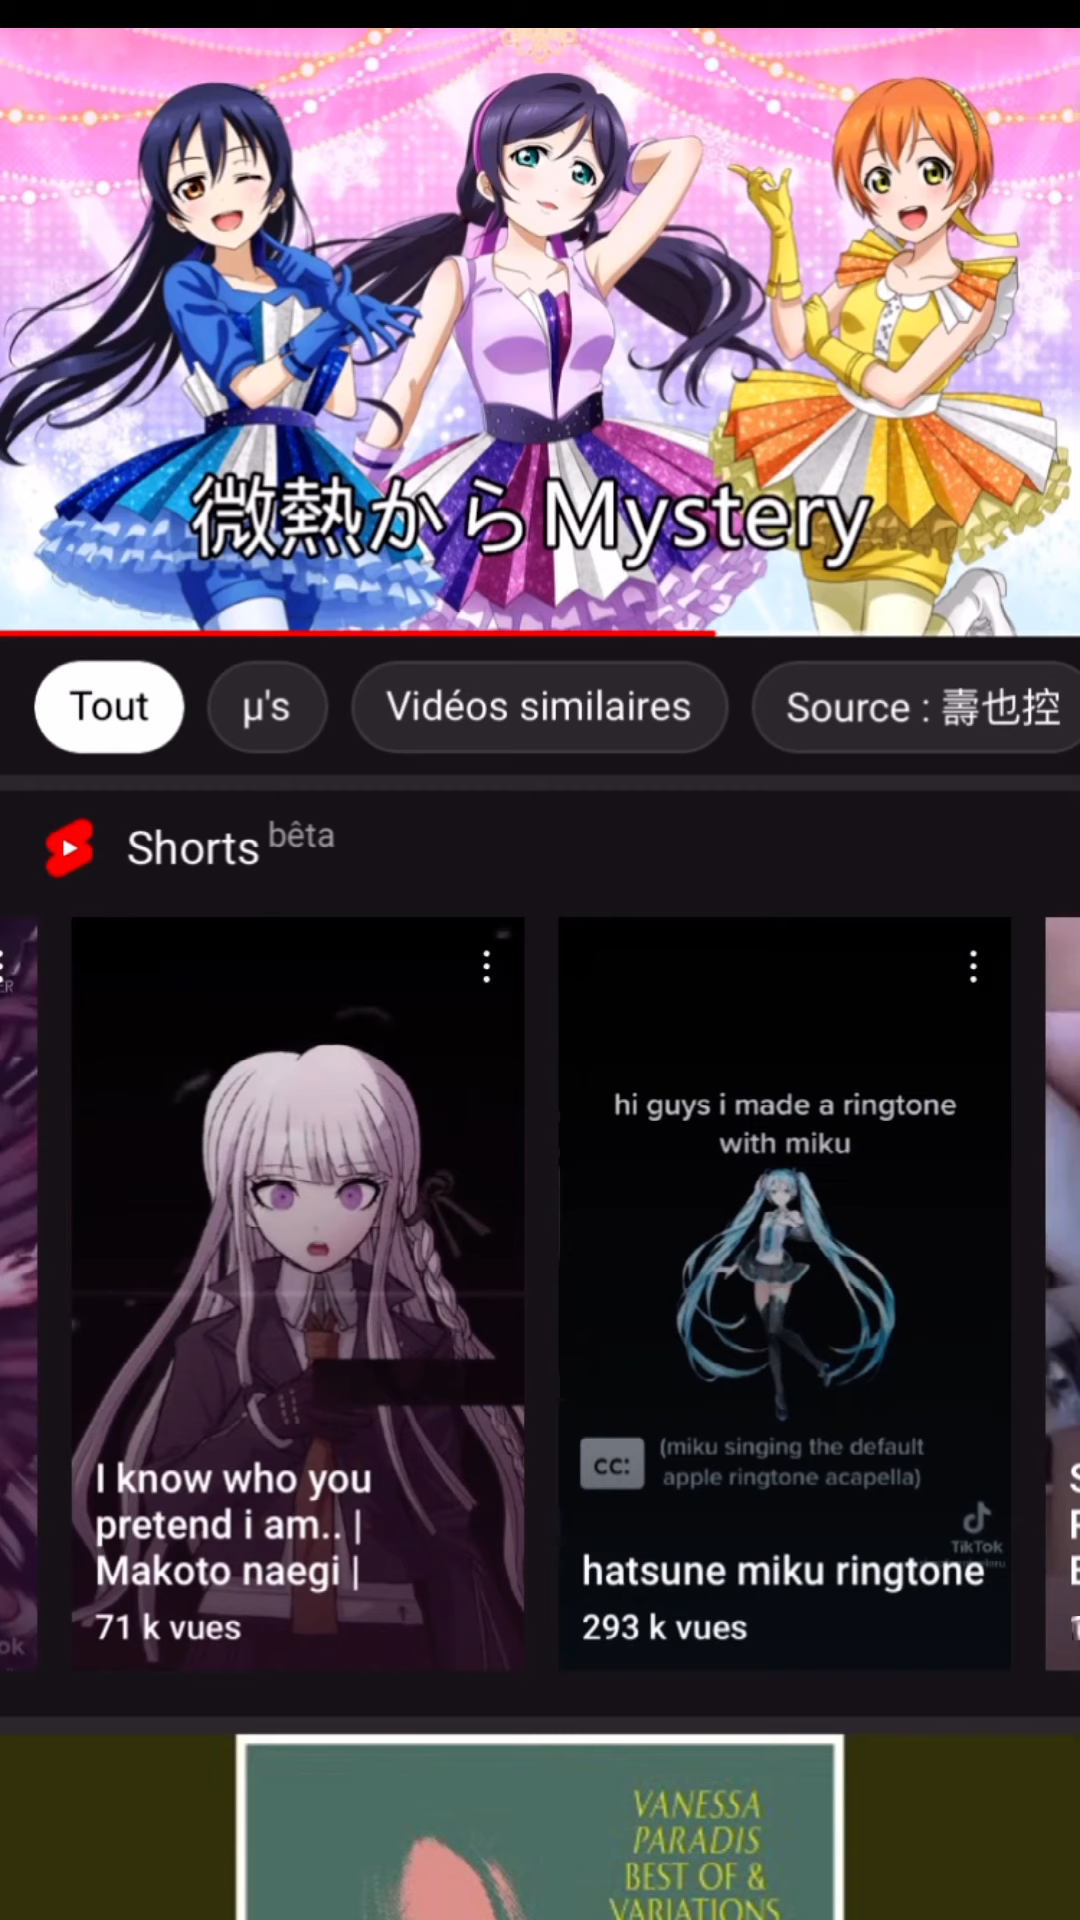 微熱からMystery
Tout
μ's
Vidéos similaires
Source : 壽也控
Shorts bêta
hi guys i made a ringtone
with miku
cc:
(miku singing the default
apple ringtone acapella)
TikTok
I know who you
pretend i am.. |
Makoto naegi |
71 k vues
hatsune miku ringtone
293 k vues
VANESSA
PARADIS
BEST OF &
VARIATIONS